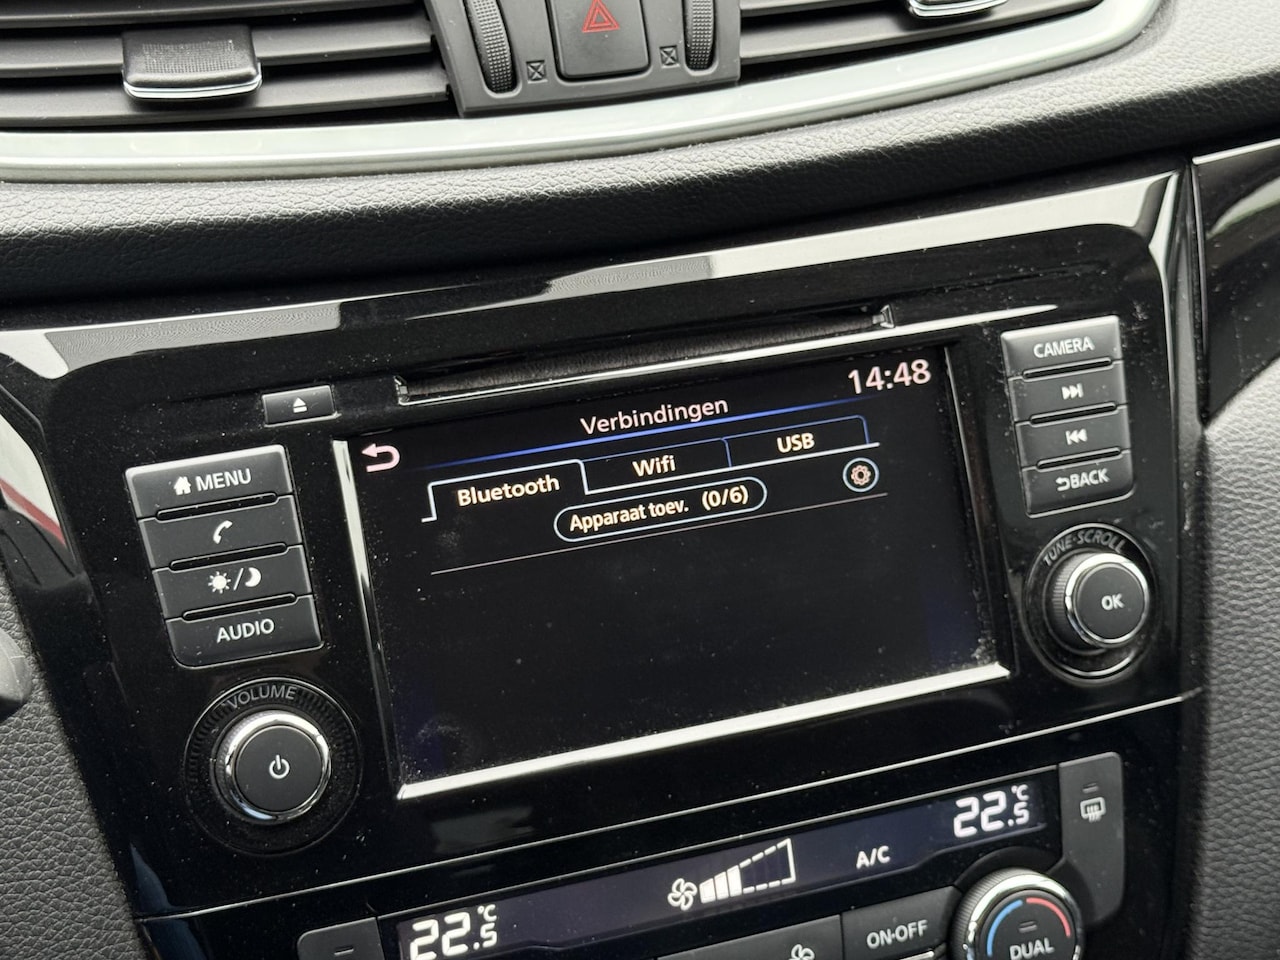 14:48
Verbindingen
Bluetooth
Wifi
USB
Apparaat toev. (0/6)
MENU
AUDIO
VOLUME
CAMERA
BACK
TUNE·SCROLL
OK
22.5 °C
A/C
22.5 °C
ON·OFF
DUAL